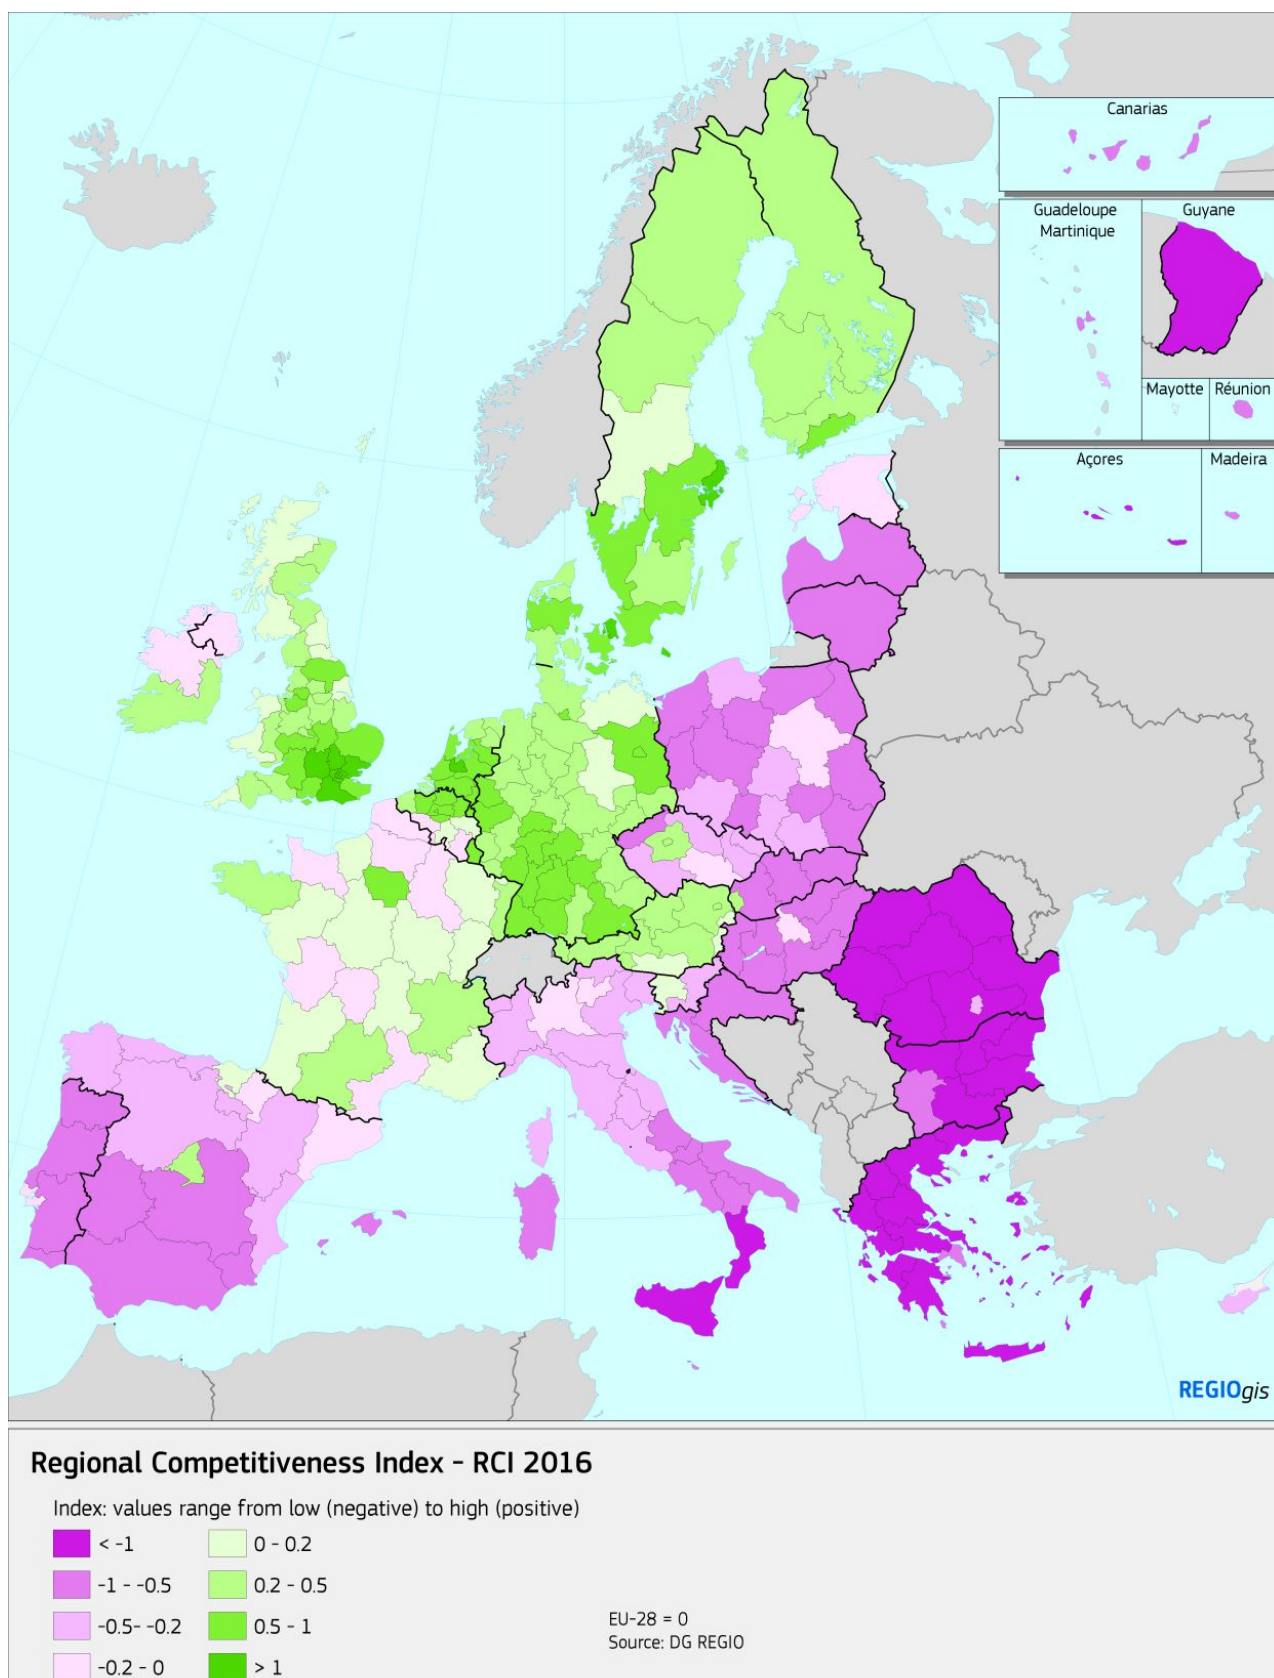 Canarias
Guadeloupe
Martinique
Guyane
Mayotte
Réunion
Açores
Madeira
REGIOgis
Regional Competitiveness Index - RCI 2016
Index: values range from low (negative) to high (positive)
< -1
-1 - -0.5
-0.5- -0.2
-0.2 - 0
0 - 0.2
0.2 - 0.5
0.5 - 1
> 1
EU-28 = 0
Source: DG REGIO